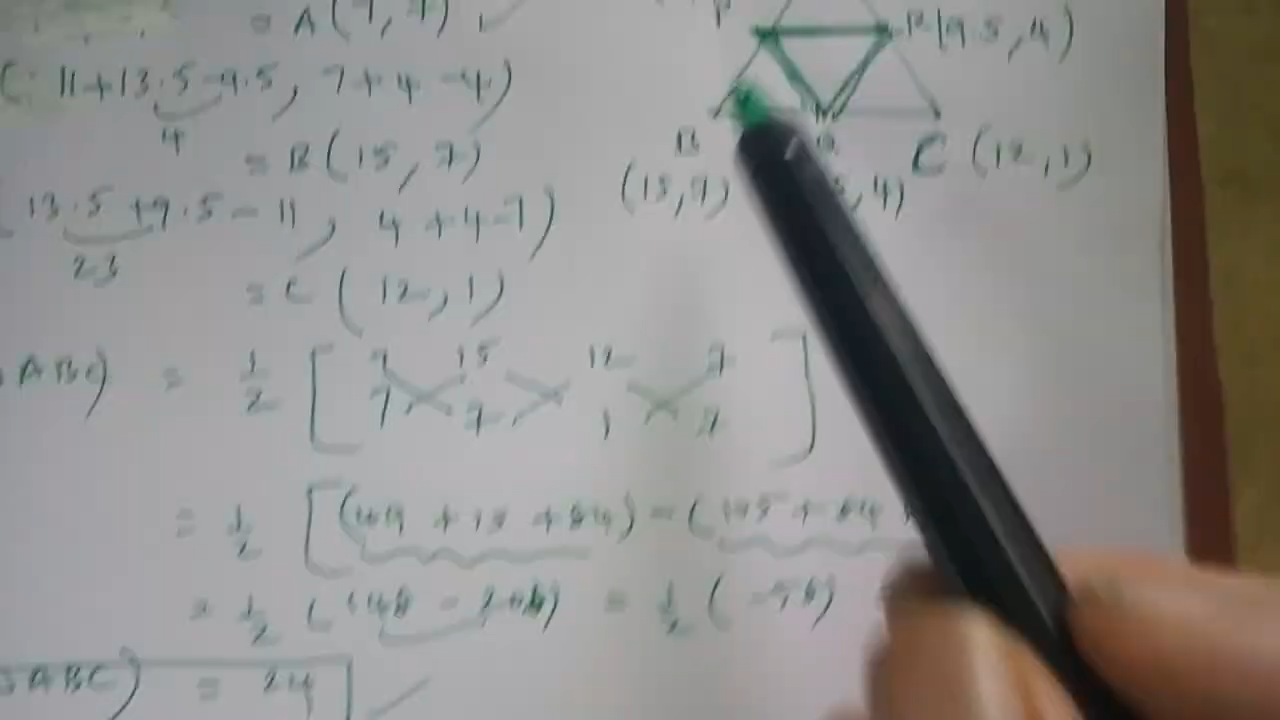 = A(7, 7)
P R(9.5, 4)
(11+13.5-9.5, 7+4-4)
4
= B(15, 7)
B C (12, 1)
(15, 7) , 4)
13.5+9.5-11, 4+4-7)
23
= C(12, 1)
ABC) = 1/2 [ 7 15 12 7
7 7 1 7 ]
= 1/2 [(49 + 15 + 84) - (105 + 84
= 1/2 (148 - =  1/2 (
ABC) = 24